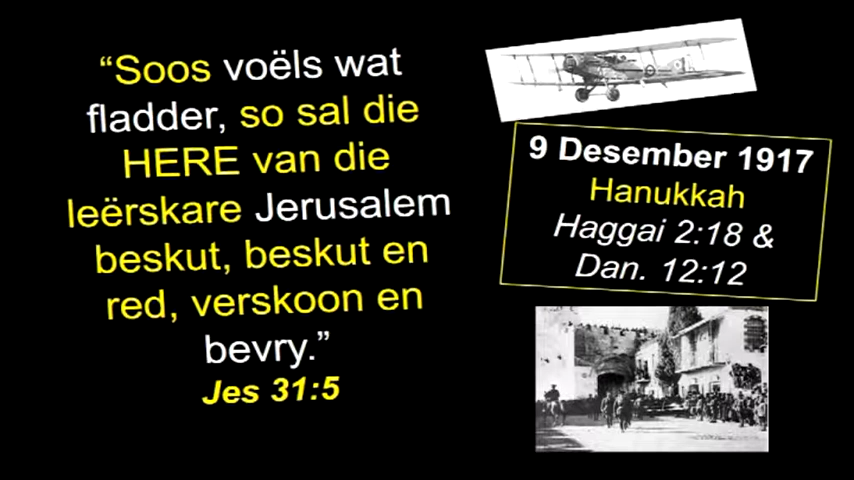 “Soos voëls wat
fladder, so sal die
HERE van die
leërskare Jerusalem
beskut, beskut en
red, verskoon en
bevry.”
Jes 31:5
9 Desember 1917
Hanukkah
Haggai 2:18 &
Dan. 12:12